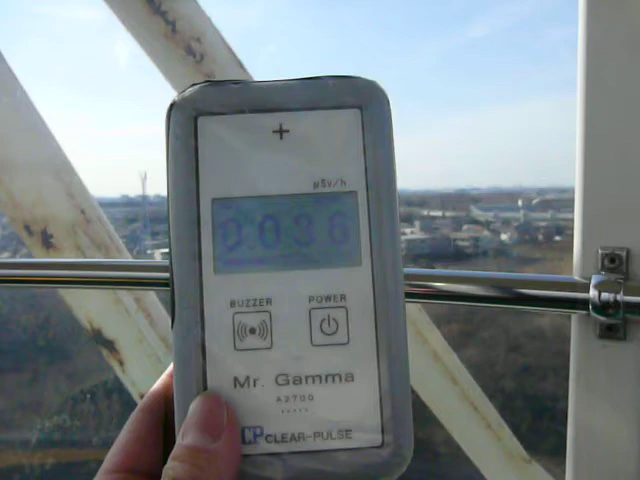 +
μSv/h
0.036
BUZZER
POWER
Mr. Gamma
A2700
CP CLEAR-PULSE